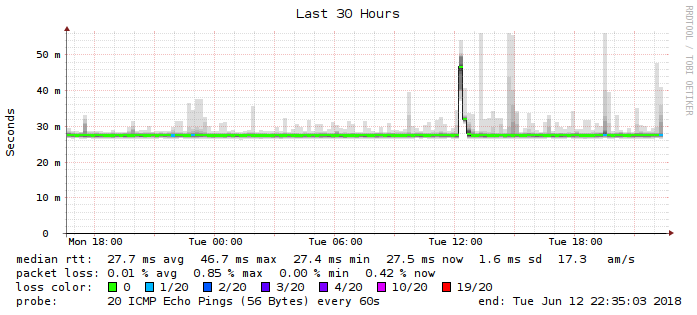 Last 30 Hours
RRDTOOL / TOBI OETIKER
Seconds
50 m
40 m
30 m
20 m
10 m
0
Mon 18:00 Tue 00:00 Tue 06:00 Tue 12:00 Tue 18:00
median rtt: 27.7 ms avg 46.7 ms max 27.4 ms min 27.5 ms now 1.6 ms sd 17.3 am/s
packet loss: 0.01 % avg 0.85 % max 0.00 % min 0.42 % now
loss color: 0 1/20 2/20 3/20 4/20 10/20 19/20
probe: 20 ICMP Echo Pings (56 Bytes) every 60s end: Tue Jun 12 22:35:03 2018